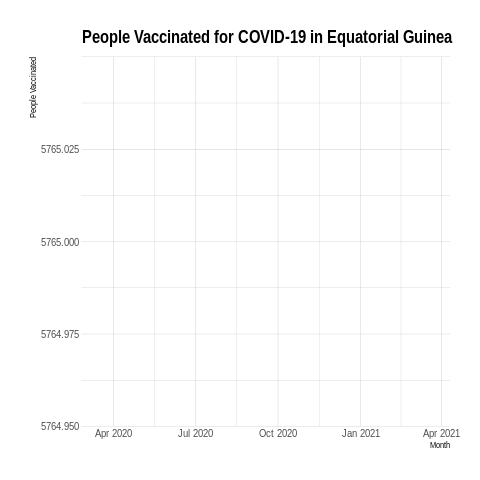 People Vaccinated for COVID-19 in Equatorial Guinea
People Vaccinated
5765.025
5765.000
5764.975
5764.950
Apr 2020 Jul 2020 Oct 2020 Jan 2021 Apr 2021
Month